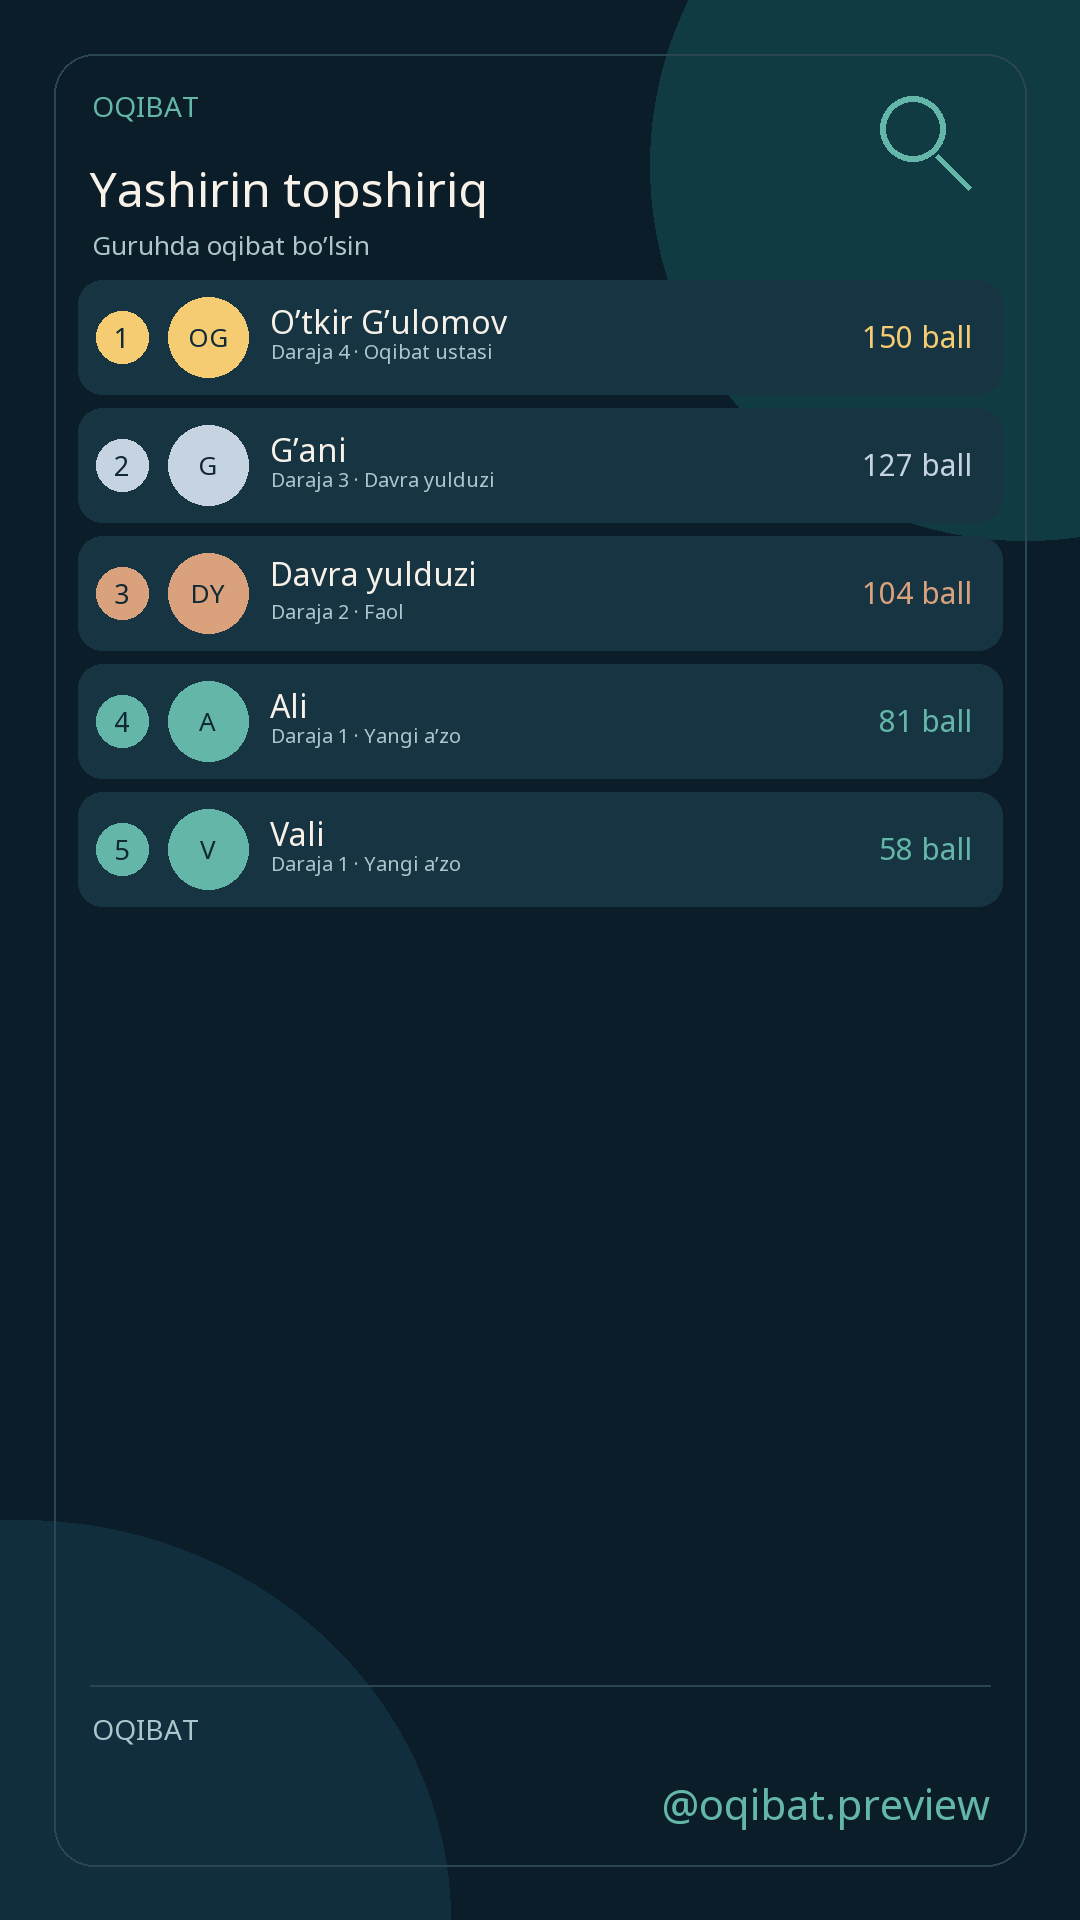 OQIBAT
Yashirin topshiriq
Guruhda oqibat bo’lsin
1 OG O’tkir G’ulomov 150 ball
Daraja 4 · Oqibat ustasi
2 G G’ani 127 ball
Daraja 3 · Davra yulduzi
3 DY Davra yulduzi 104 ball
Daraja 2 · Faol
4 A Ali 81 ball
Daraja 1 · Yangi a’zo
5 V Vali 58 ball
Daraja 1 · Yangi a’zo
OQIBAT
@oqibat.preview